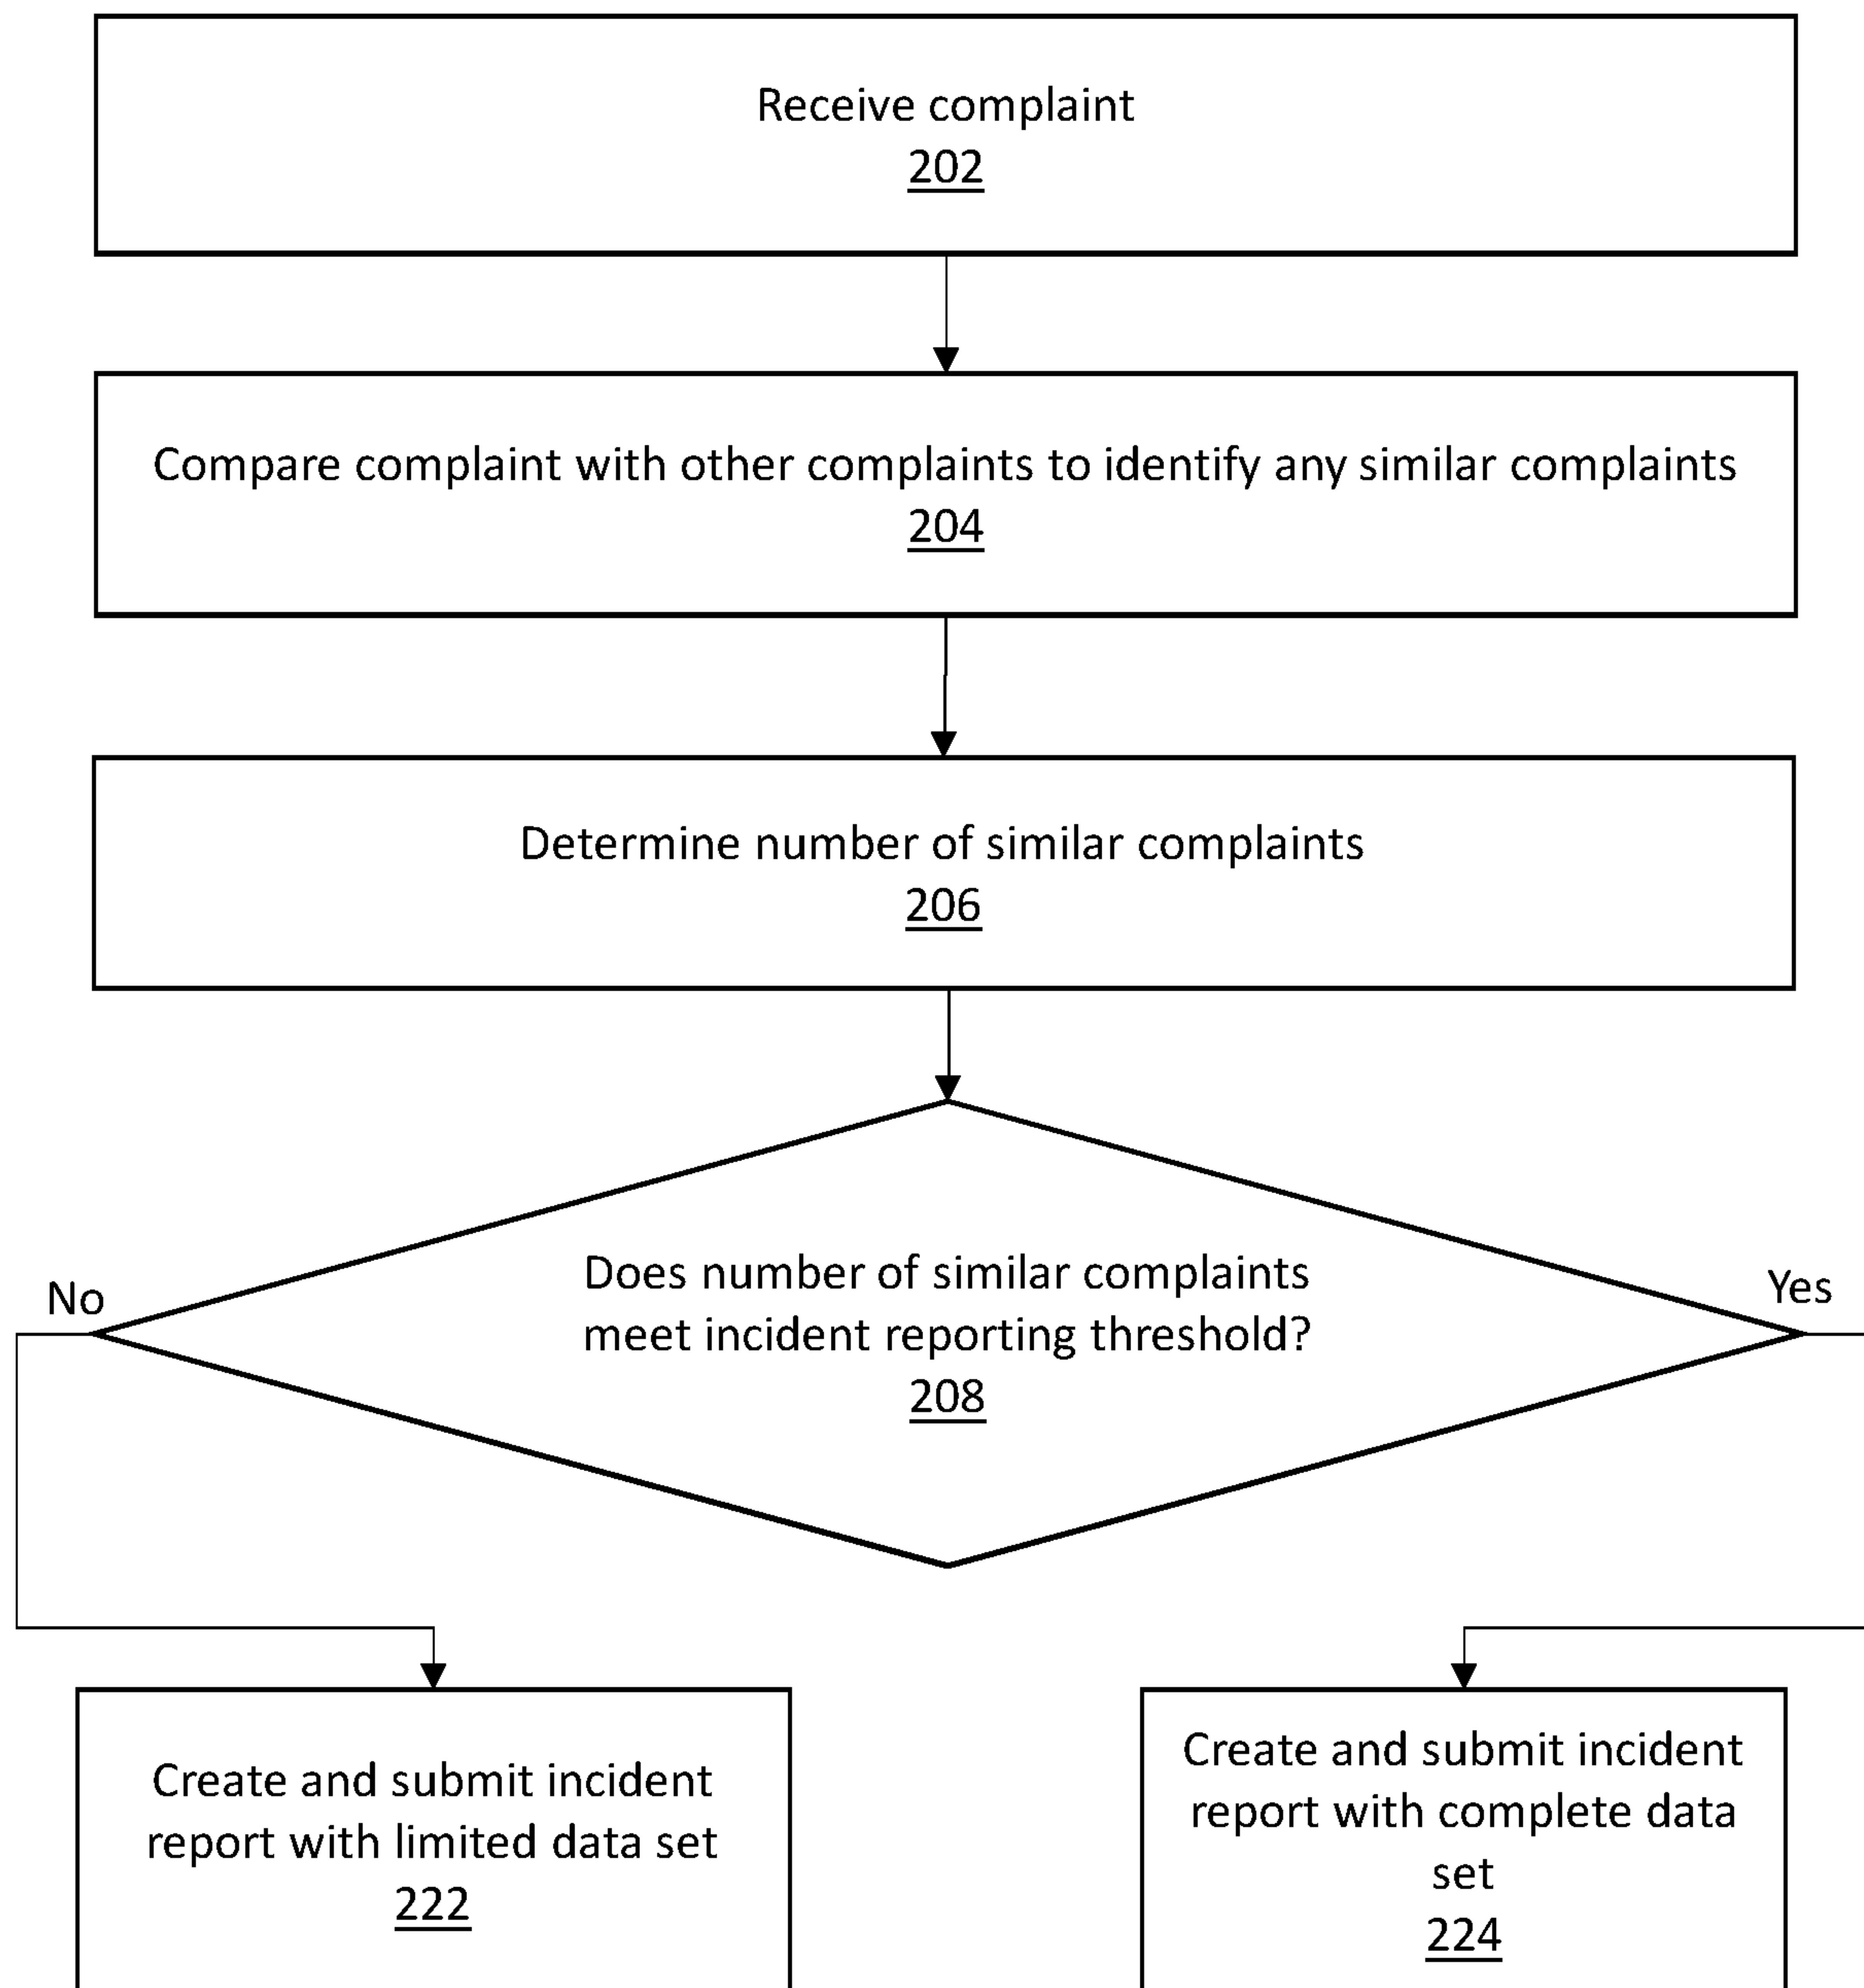 Receive complaint
202
Compare complaint with other complaints to identify any similar complaints
204
Determine number of similar complaints
206
Does number of similar complaints
meet incident reporting threshold?
208
No
Yes
Create and submit incident
report with limited data set
222
Create and submit incident
report with complete data
set
224